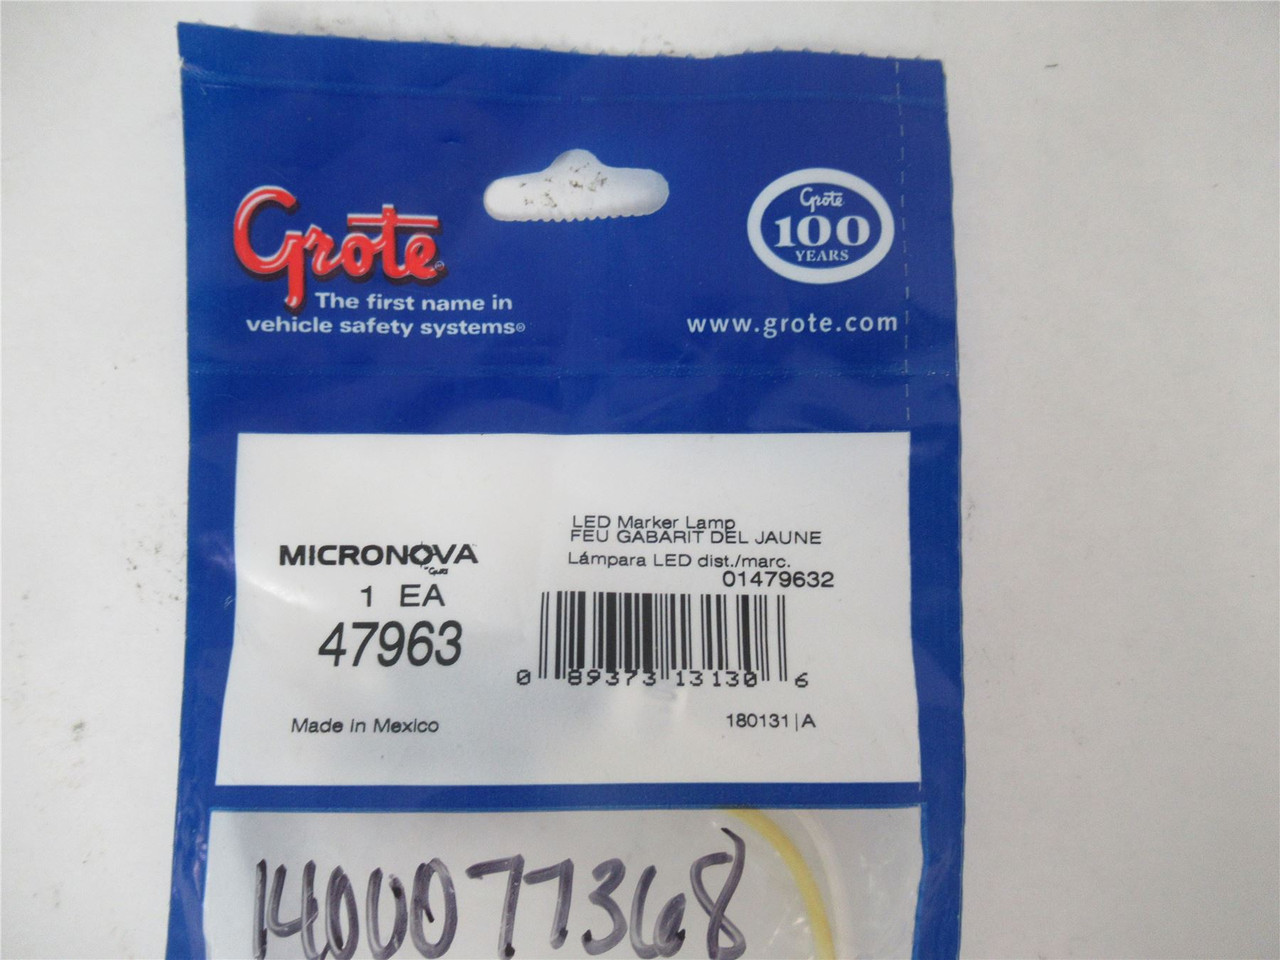 Grote®
The first name in
vehicle safety systems®
Grote
100
YEARS
www.grote.com
MICRONOVA
1 EA
47963
Made in Mexico
LED Marker Lamp
FEU GABARIT DEL JAUNE
Lámpara LED dist./marc.
01479632
0 89373 13130 6
180131|A
1400077368